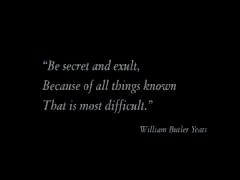 “Be secret and exult,
Because of all things known
That is most difficult.”
William Butler Yeats